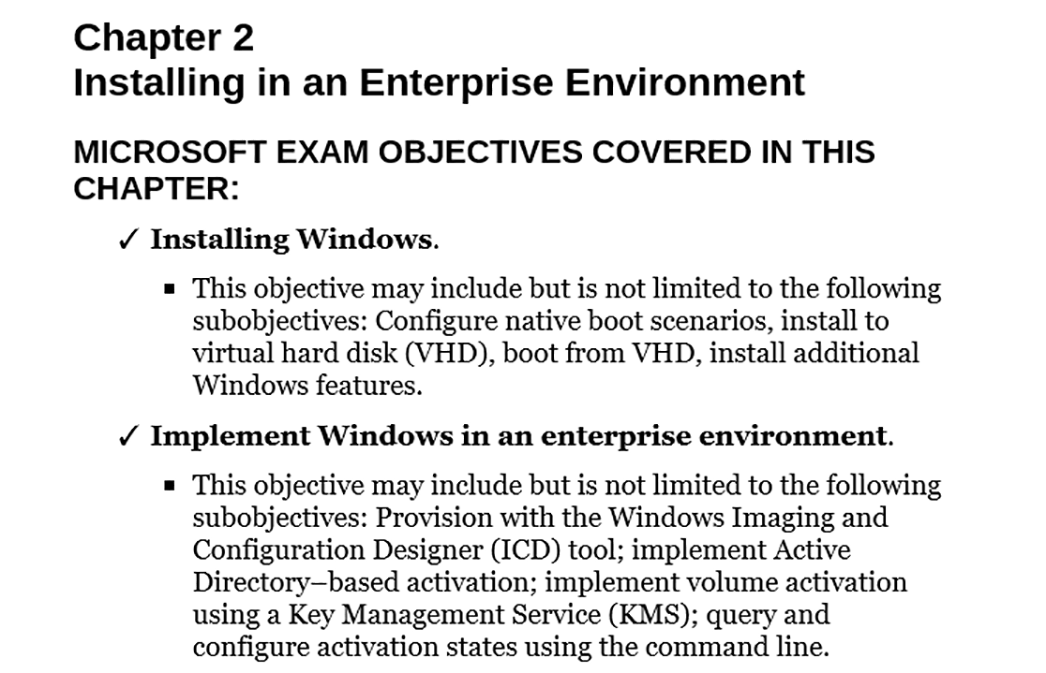 Chapter 2
Installing in an Enterprise Environment
MICROSOFT EXAM OBJECTIVES COVERED IN THIS
CHAPTER:
✓ Installing Windows.
▪ This objective may include but is not limited to the following
subobjectives: Configure native boot scenarios, install to
virtual hard disk (VHD), boot from VHD, install additional
Windows features.
✓ Implement Windows in an enterprise environment.
▪ This objective may include but is not limited to the following
subobjectives: Provision with the Windows Imaging and
Configuration Designer (ICD) tool; implement Active
Directory–based activation; implement volume activation
using a Key Management Service (KMS); query and
configure activation states using the command line.